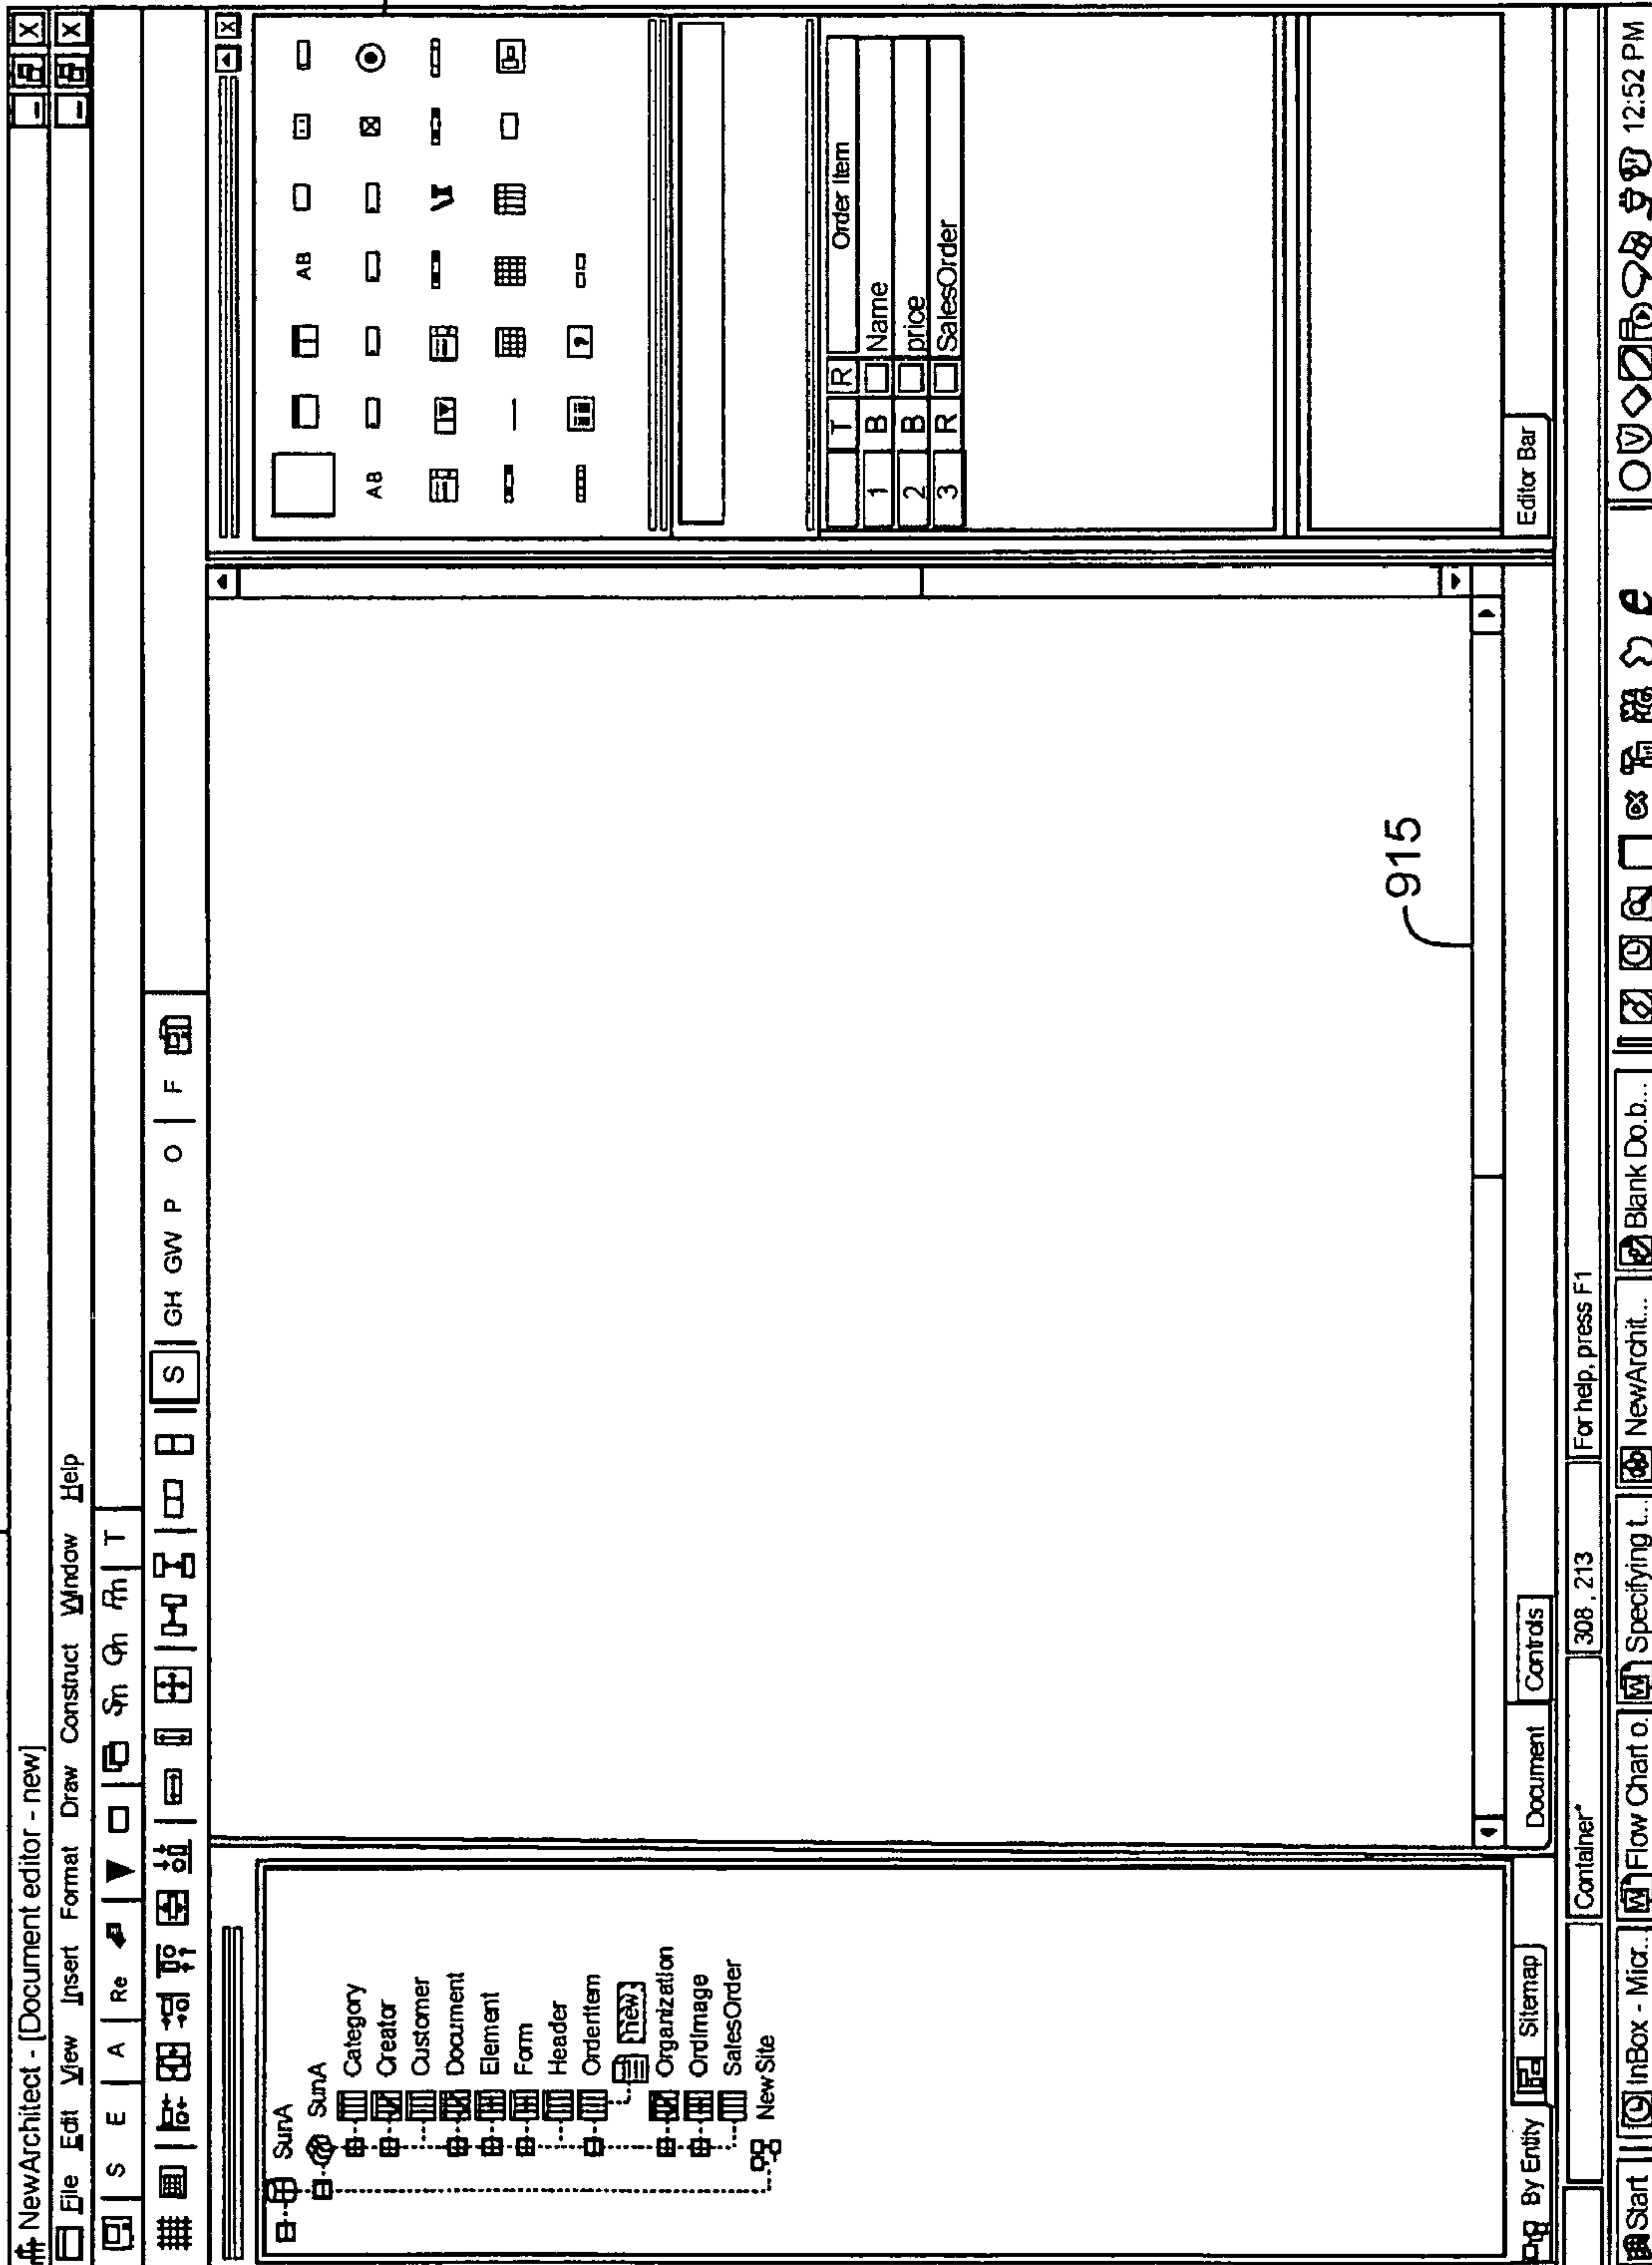 NewArchitect - [Document editor - new]
File Edit View Insert Format Draw Construct Window Help
S E A Re T
S GH GW P O F
SunA
SunA
Category
Creator
Customer
Document
Element
Form
Header
OrderItem
new
Organization
OrdImage
SalesOrder
NewSite
By Entity Sitemap
915
Document Controls
AB
AB
T R Order Item
1 B Name
2 B price
3 R SalesOrder
Editor Bar
Container* 308 , 213 For help, press F1
Start InBox - Micr... Flow Chart o. Specifying t... NewArchit... Blank Do.b... 12:52 PM